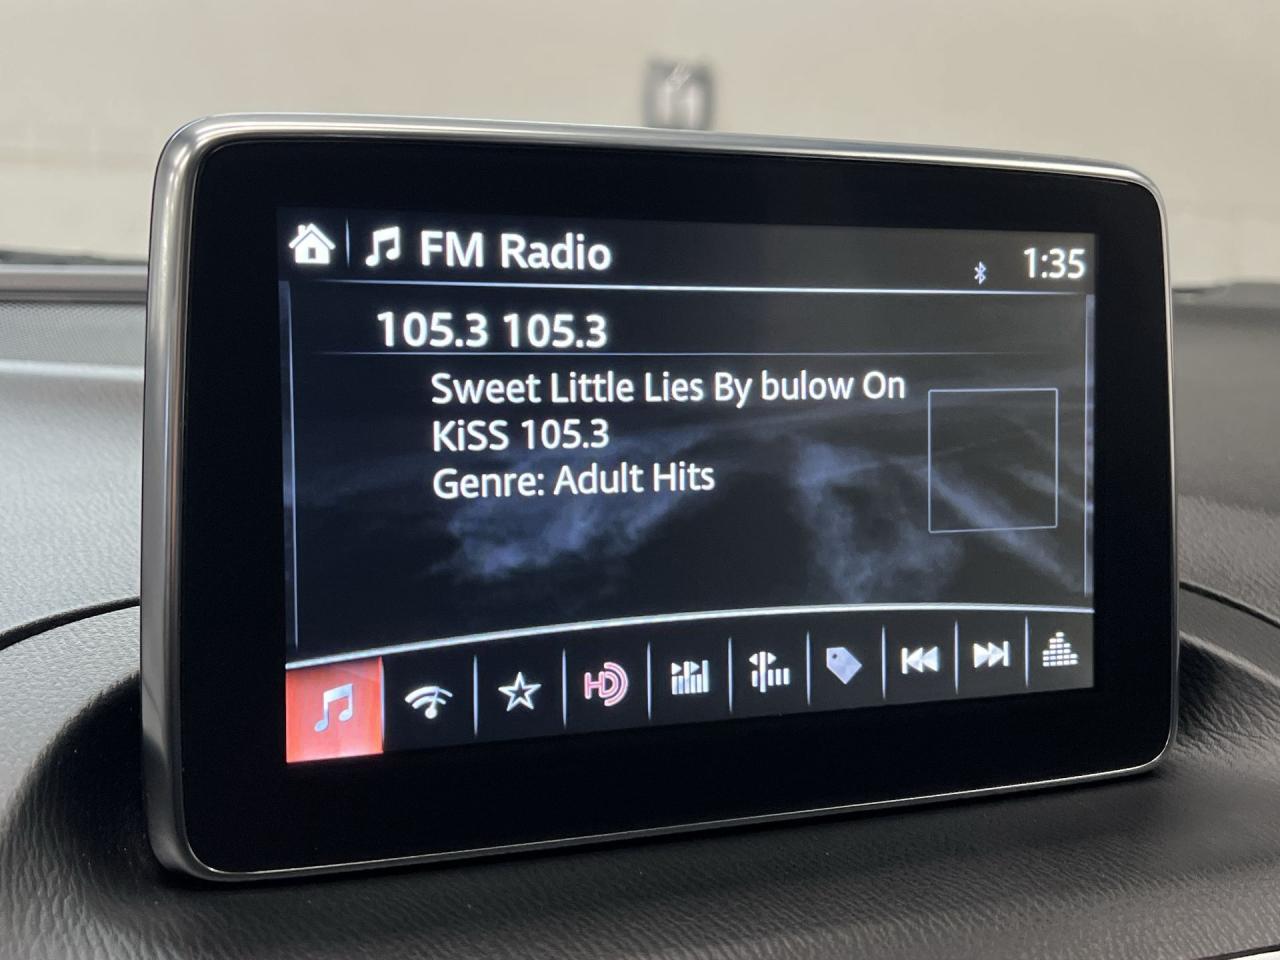 FM Radio
1:35
105.3 105.3
Sweet Little Lies By bulow On
KiSS 105.3
Genre: Adult Hits
HD